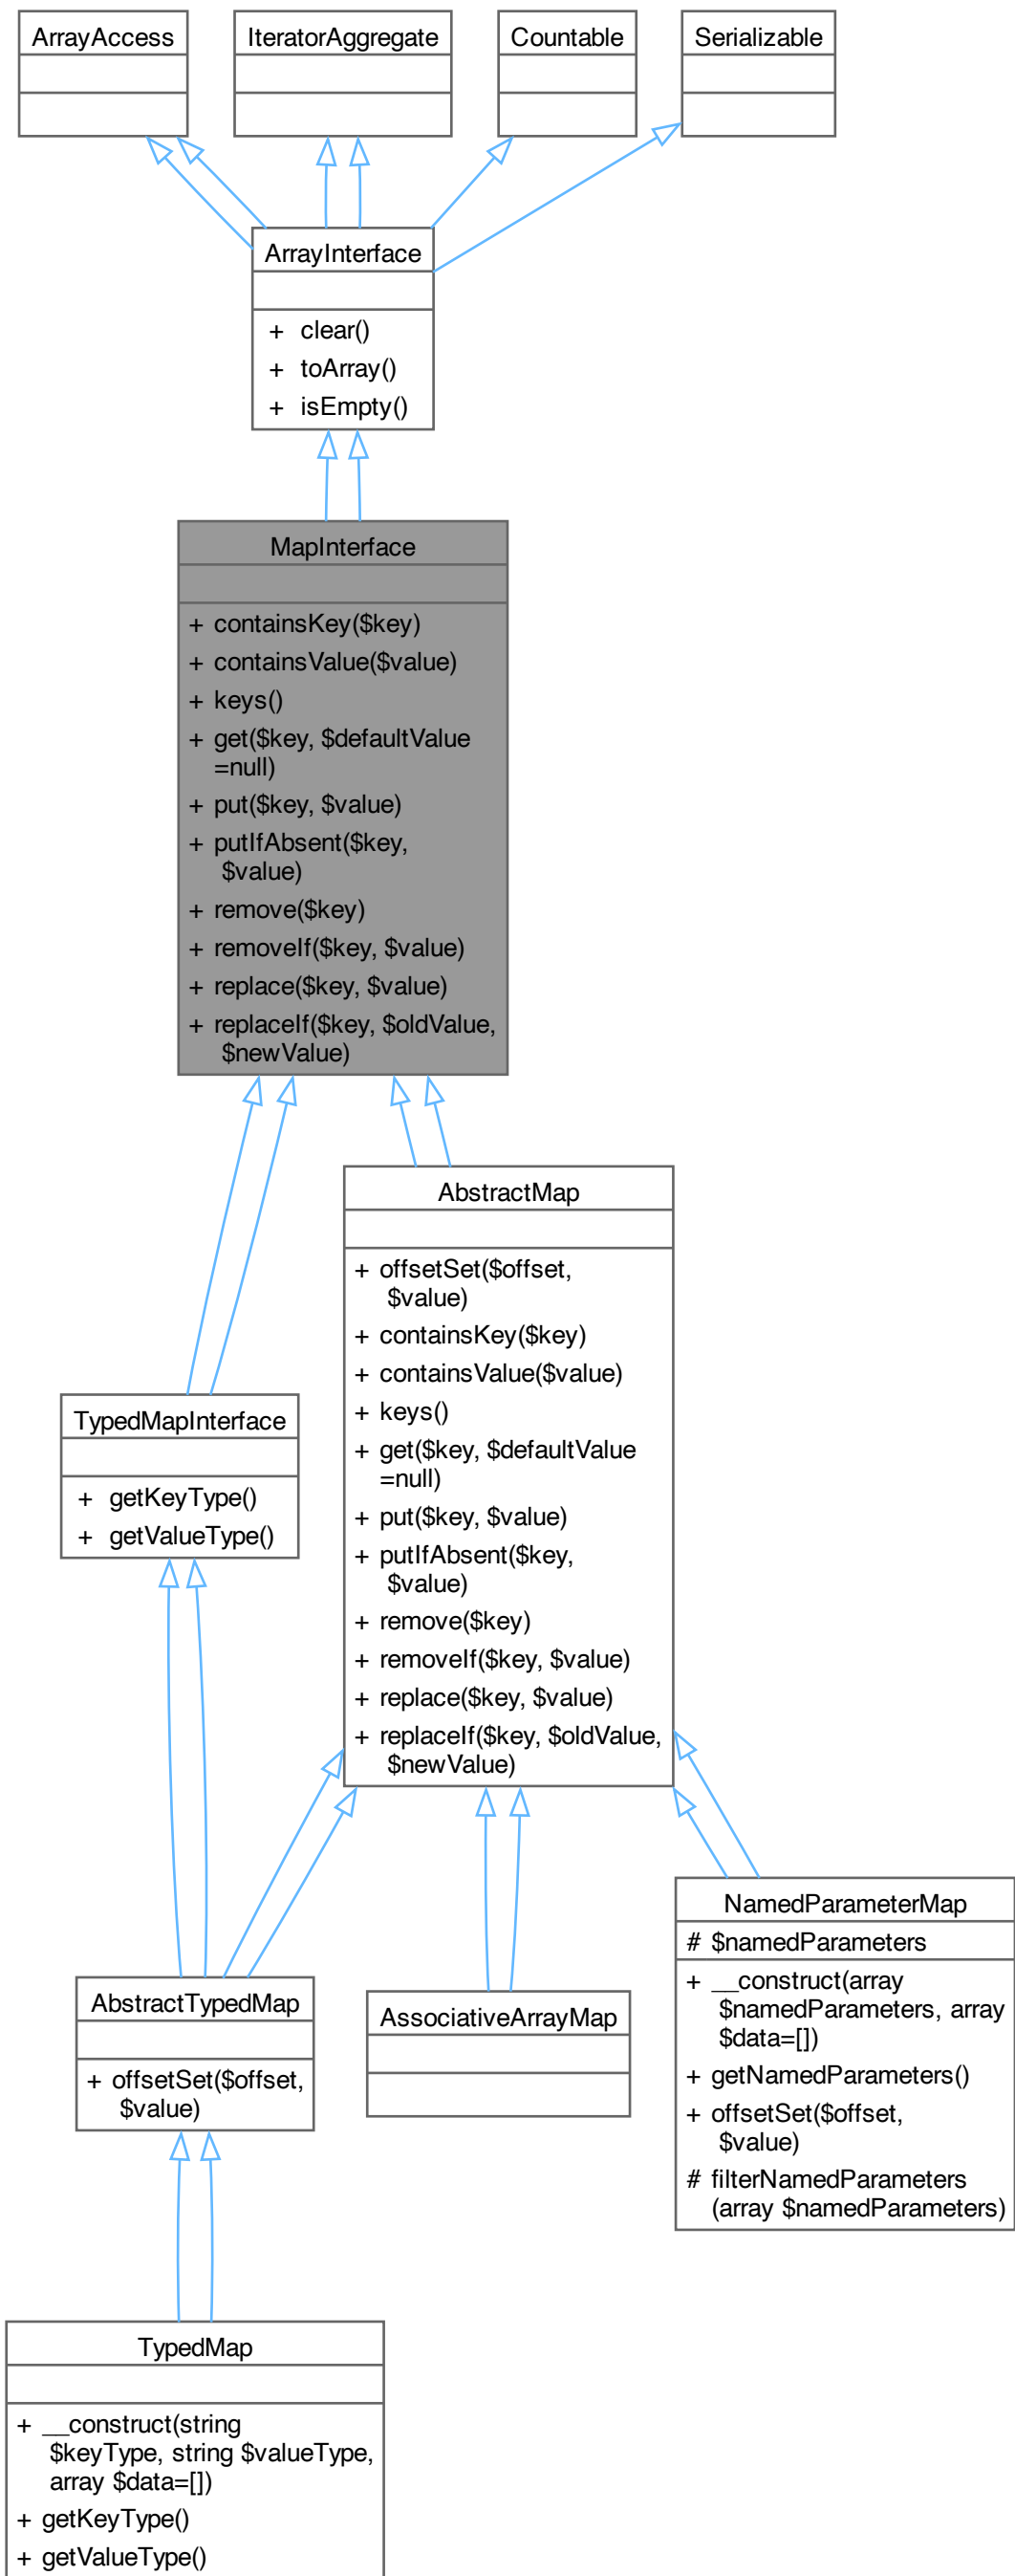 ArrayAccess
IteratorAggregate
Countable
Serializable
ArrayInterface
+ clear()
+ toArray()
+ isEmpty()
MapInterface
+ containsKey($key)
+ containsValue($value)
+ keys()
+ get($key, $defaultValue
=null)
+ put($key, $value)
+ putIfAbsent($key,
$value)
+ remove($key)
+ removeIf($key, $value)
+ replace($key, $value)
+ replaceIf($key, $oldValue,
$newValue)
AbstractMap
+ offsetSet($offset,
$value)
+ containsKey($key)
+ containsValue($value)
+ keys()
+ get($key, $defaultValue
=null)
+ put($key, $value)
+ putIfAbsent($key,
$value)
+ remove($key)
+ removeIf($key, $value)
+ replace($key, $value)
+ replaceIf($key, $oldValue,
$newValue)
TypedMapInterface
+ getKeyType()
+ getValueType()
AbstractTypedMap
+ offsetSet($offset,
$value)
AssociativeArrayMap
NamedParameterMap
# $namedParameters
+ __construct(array
$namedParameters, array
$data=[])
+ getNamedParameters()
+ offsetSet($offset,
$value)
# filterNamedParameters
(array $namedParameters)
TypedMap
+ __construct(string
$keyType, string $valueType,
array $data=[])
+ getKeyType()
+ getValueType()